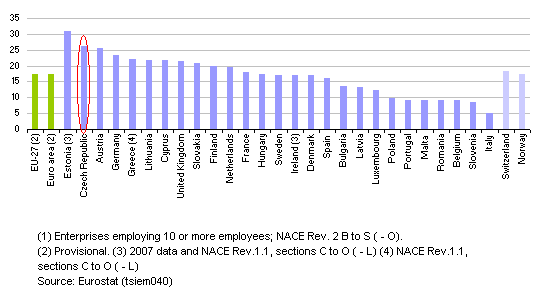 35
30
25
20
15
10
5
0
EU-27 (2)
Euro area (2)
Estonia (3)
Czech Republic
Austria
Germany
Greece (4)
Lithuania
Cyprus
United Kingdom
Slovakia
Finland
Netherlands
France
Hungary
Sweden
Ireland (3)
Denmark
Spain
Bulgaria
Latvia
Luxembourg
Poland
Portugal
Malta
Romania
Belgium
Slovenia
Italy
Switzerland
Norway
(1) Enterprises employing 10 or more employees; NACE Rev. 2 B to S ( - O).
(2) Provisional. (3) 2007 data and NACE Rev.1.1, sections C to O ( - L) (4) NACE Rev.1.1,
sections C to O ( - L)
Source: Eurostat (tsiem040)